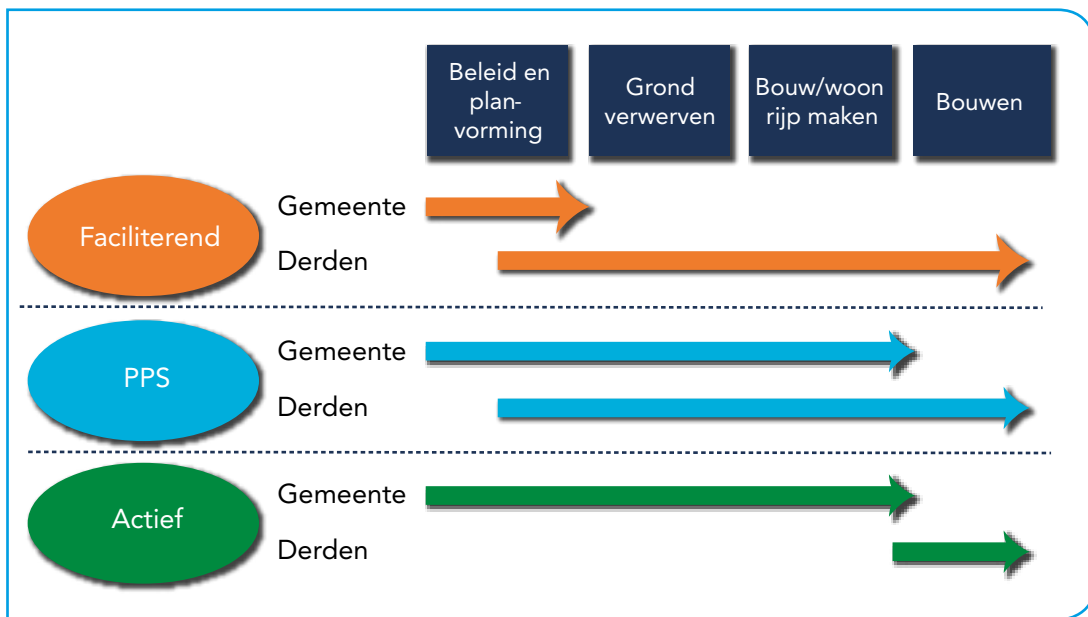 Beleid en
plan-
vorming
Grond
verwerven
Bouw/woon
rijp maken
Bouwen
Faciliterend
Gemeente
Derden
PPS
Gemeente
Derden
Actief
Gemeente
Derden